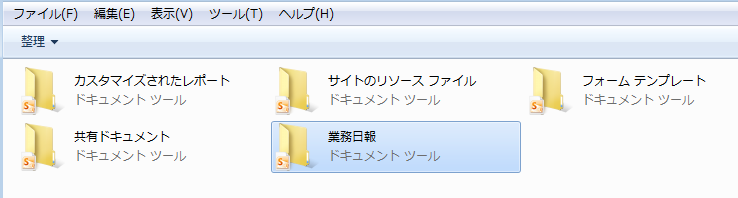 ファイル(F) 編集(E) 表示(V) ツール(T) ヘルプ(H)
整理
カスタマイズされたレポート サイトのリソース ファイル フォーム テンプレート
ドキュメント ツール ドキュメント ツール ドキュメント ツール
共有ドキュメント 業務日報
ドキュメント ツール ドキュメント ツール